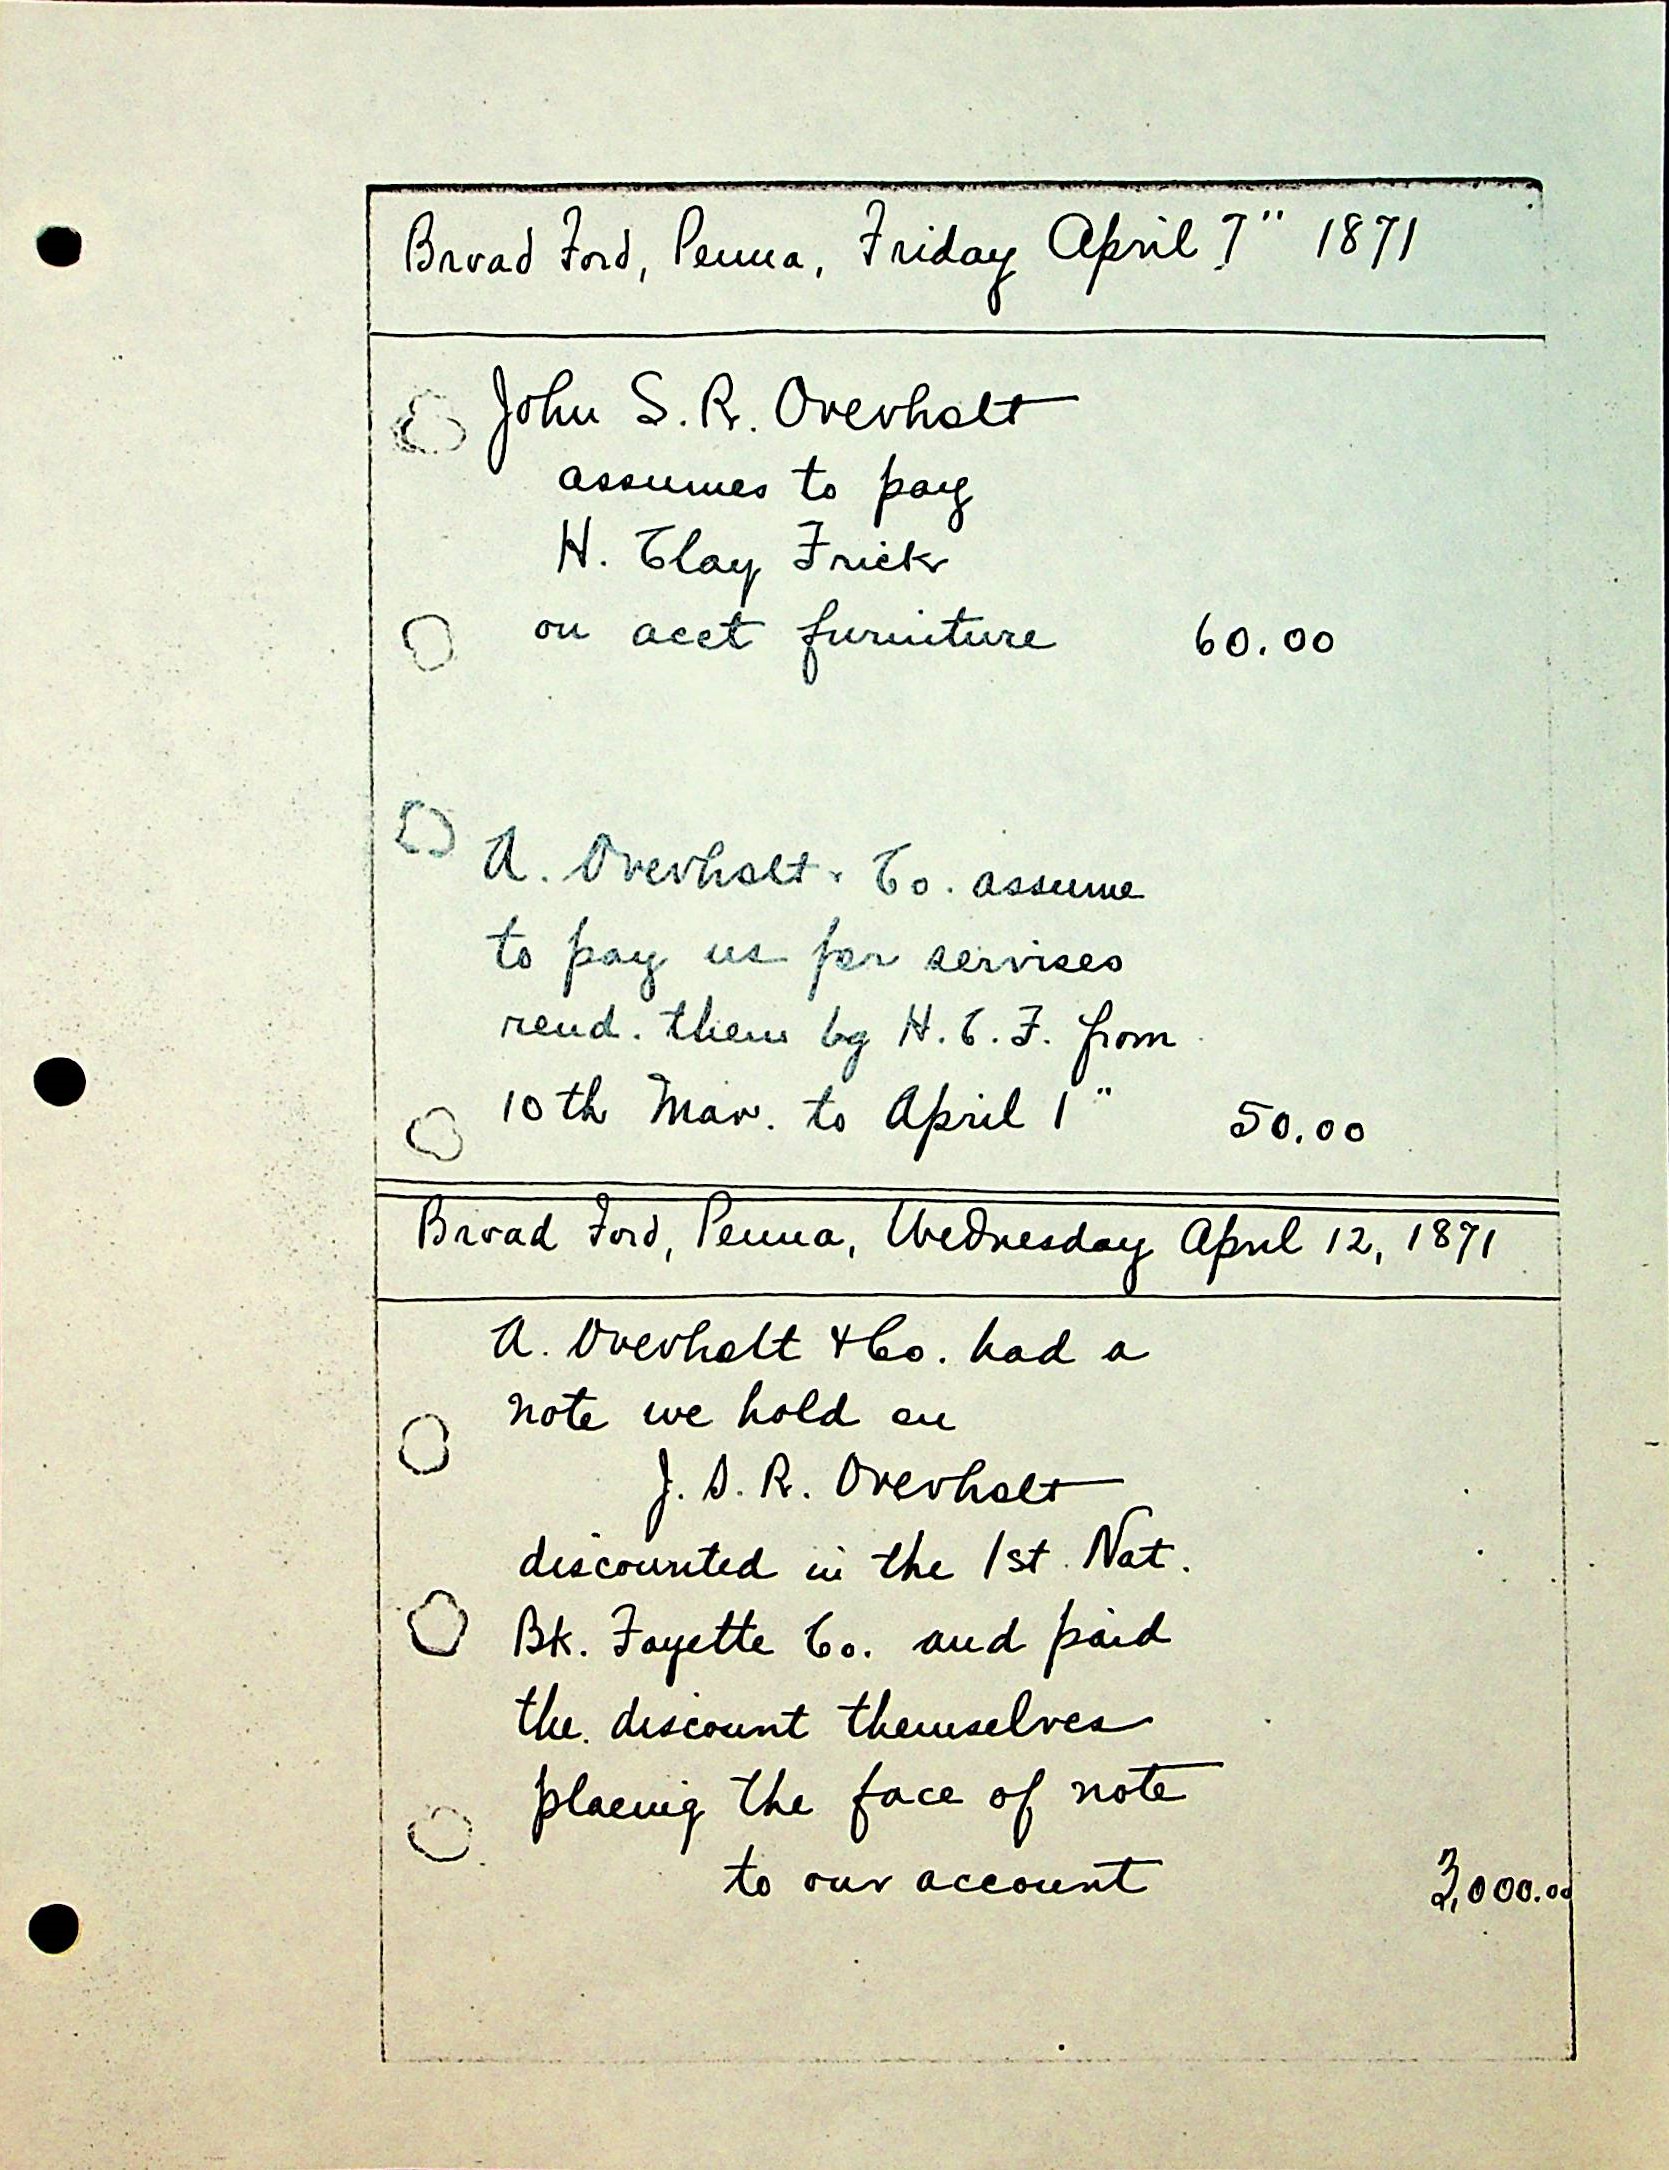 Broad Ford, Penna, Friday April 7" 1871
John S. R. Overholt
assumes to pay
H. Clay Frick
on acct furniture 60.00
A. Overholt & Co. assume
to pay us for servises
rend. them by H. C. F. from
10th Mar. to April 1" 50.00
Broad Ford, Penna, Wednesday April 12, 1871
A. Overholt & Co. had a
note we hold on
J. S. R. Overholt
discounted in the 1st Nat.
Bk. Fayette Co. and paid
the discount themselves
placing the face of note
to our account 3,000.00